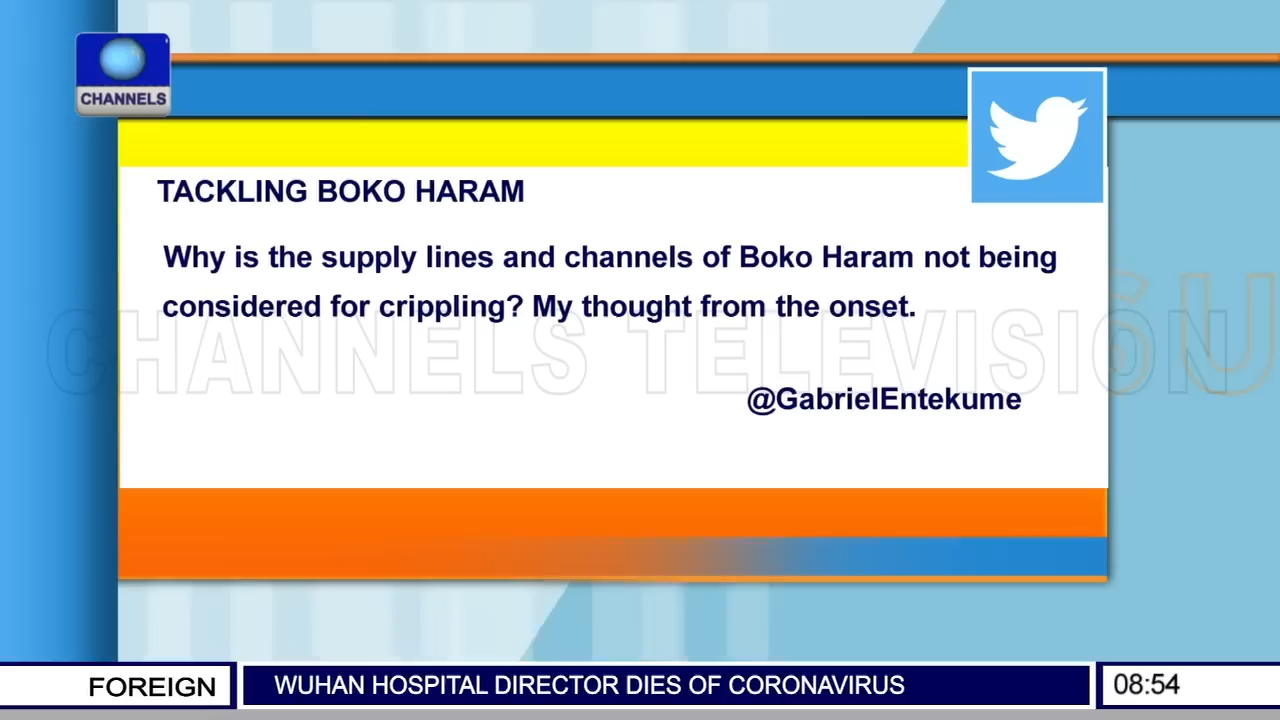 CHANNELS
TACKLING BOKO HARAM
Why is the supply lines and channels of Boko Haram not being
considered for crippling? My thought from the onset.
CHANNELS TELEVISION
@GabrielEntekume
FOREIGN
WUHAN HOSPITAL DIRECTOR DIES OF CORONAVIRUS
08:54